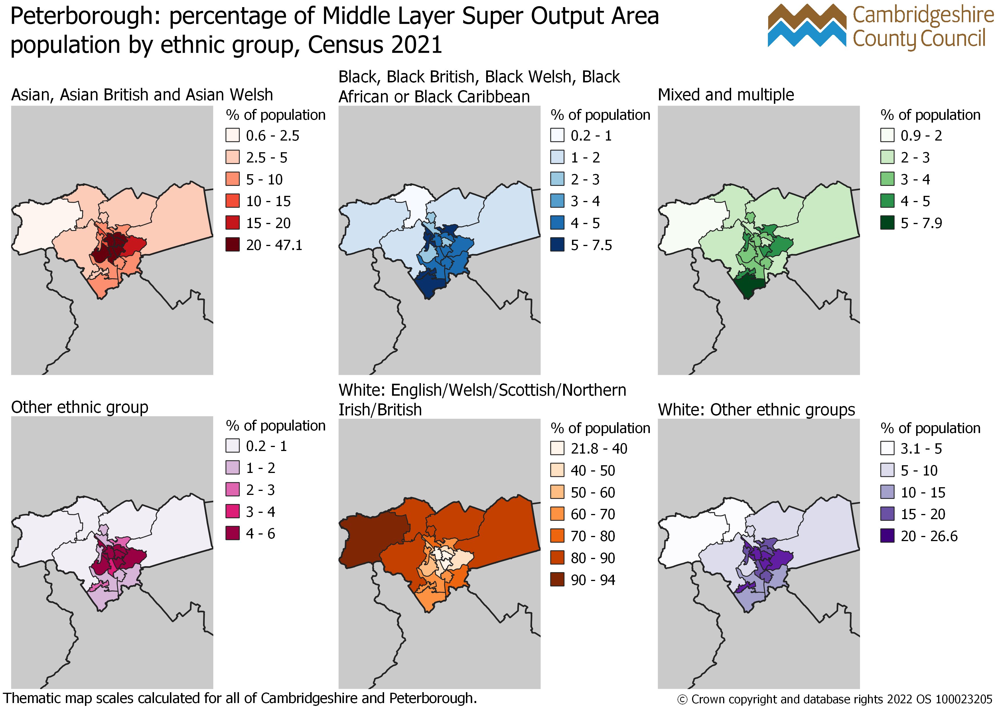 Peterborough: percentage of Middle Layer Super Output Area
population by ethnic group, Census 2021
Cambridgeshire
County Council
Asian, Asian British and Asian Welsh
% of population
0.6 - 2.5
2.5 - 5
5 - 10
10 - 15
15 - 20
20 - 47.1
Black, Black British, Black Welsh, Black
African or Black Caribbean
% of population
0.2 - 1
1 - 2
2 - 3
3 - 4
4 - 5
5 - 7.5
Mixed and multiple
% of population
0.9 - 2
2 - 3
3 - 4
4 - 5
5 - 7.9
Other ethnic group
% of population
0.2 - 1
1 - 2
2 - 3
3 - 4
4 - 6
White: English/Welsh/Scottish/Northern
Irish/British
% of population
21.8 - 40
40 - 50
50 - 60
60 - 70
70 - 80
80 - 90
90 - 94
White: Other ethnic groups
% of population
3.1 - 5
5 - 10
10 - 15
15 - 20
20 - 26.6
Thematic map scales calculated for all of Cambridgeshire and Peterborough.
© Crown copyright and database rights 2022 OS 100023205